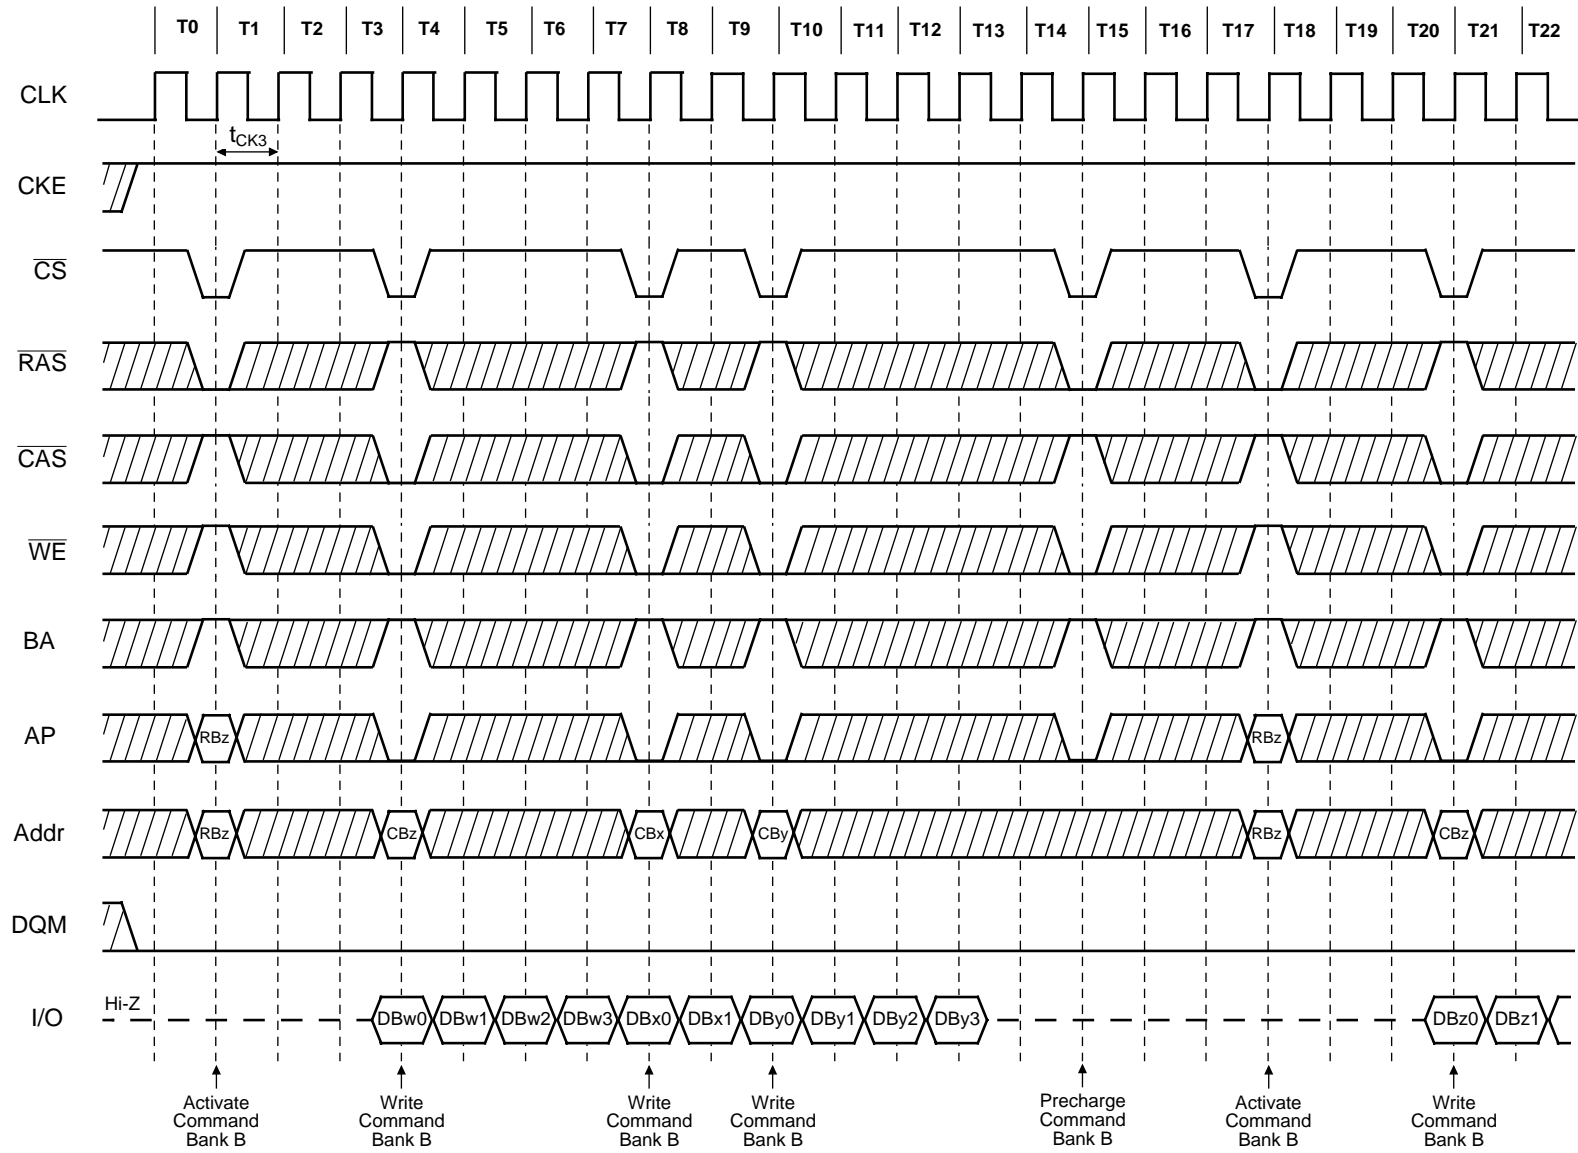 T0 T1 T2 T3 T4 T5 T6 T7 T8 T9 T10 T11 T12 T13 T14 T15 T16 T17 T18 T19 T20 T21 T22
CLK
tCK3
CKE
CS
RAS
CAS
WE
BA
AP RBz RBz
Addr RBz CBz CBx CBy RBz CBz
DQM
I/O Hi-Z DBw0 DBw1 DBw2 DBw3 DBx0 DBx1 DBy0 DBy1 DBy2 DBy3 DBz0 DBz1
Activate
Command
Bank B
Write
Command
Bank B
Write
Command
Bank B
Write
Command
Bank B
Precharge
Command
Bank B
Activate
Command
Bank B
Write
Command
Bank B